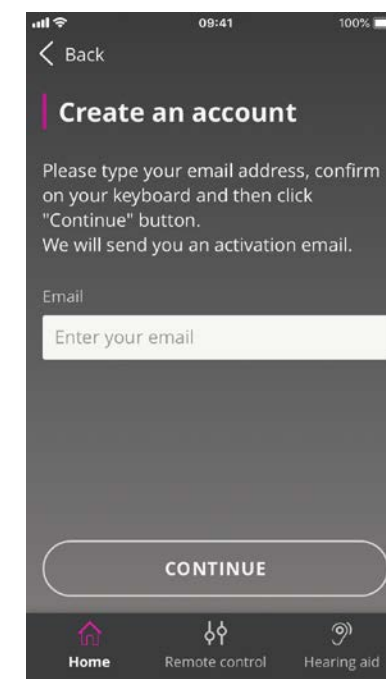 09:41
100%
Back
Create an account
Please type your email address, confirm
on your keyboard and then click
"Continue" button.
We will send you an activation email.
Email
Enter your email
CONTINUE
Home Remote control Hearing aid